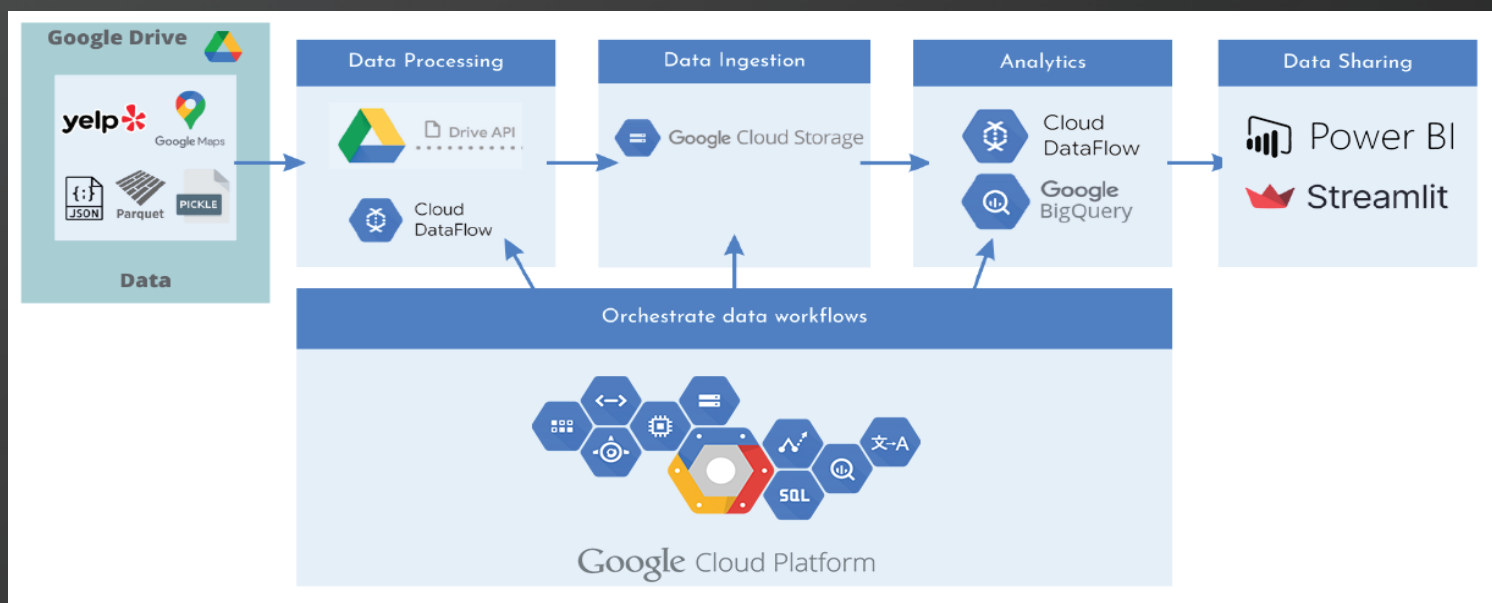 Google Drive
yelp
Google Maps
{:}
JSON
Parquet
PICKLE
Data
Data Processing
Drive API
Cloud
DataFlow
Data Ingestion
Google Cloud Storage
Analytics
Cloud
DataFlow
Google
BigQuery
Data Sharing
Power BI
Streamlit
Orchestrate data workflows
文→A
SQL
Google Cloud Platform